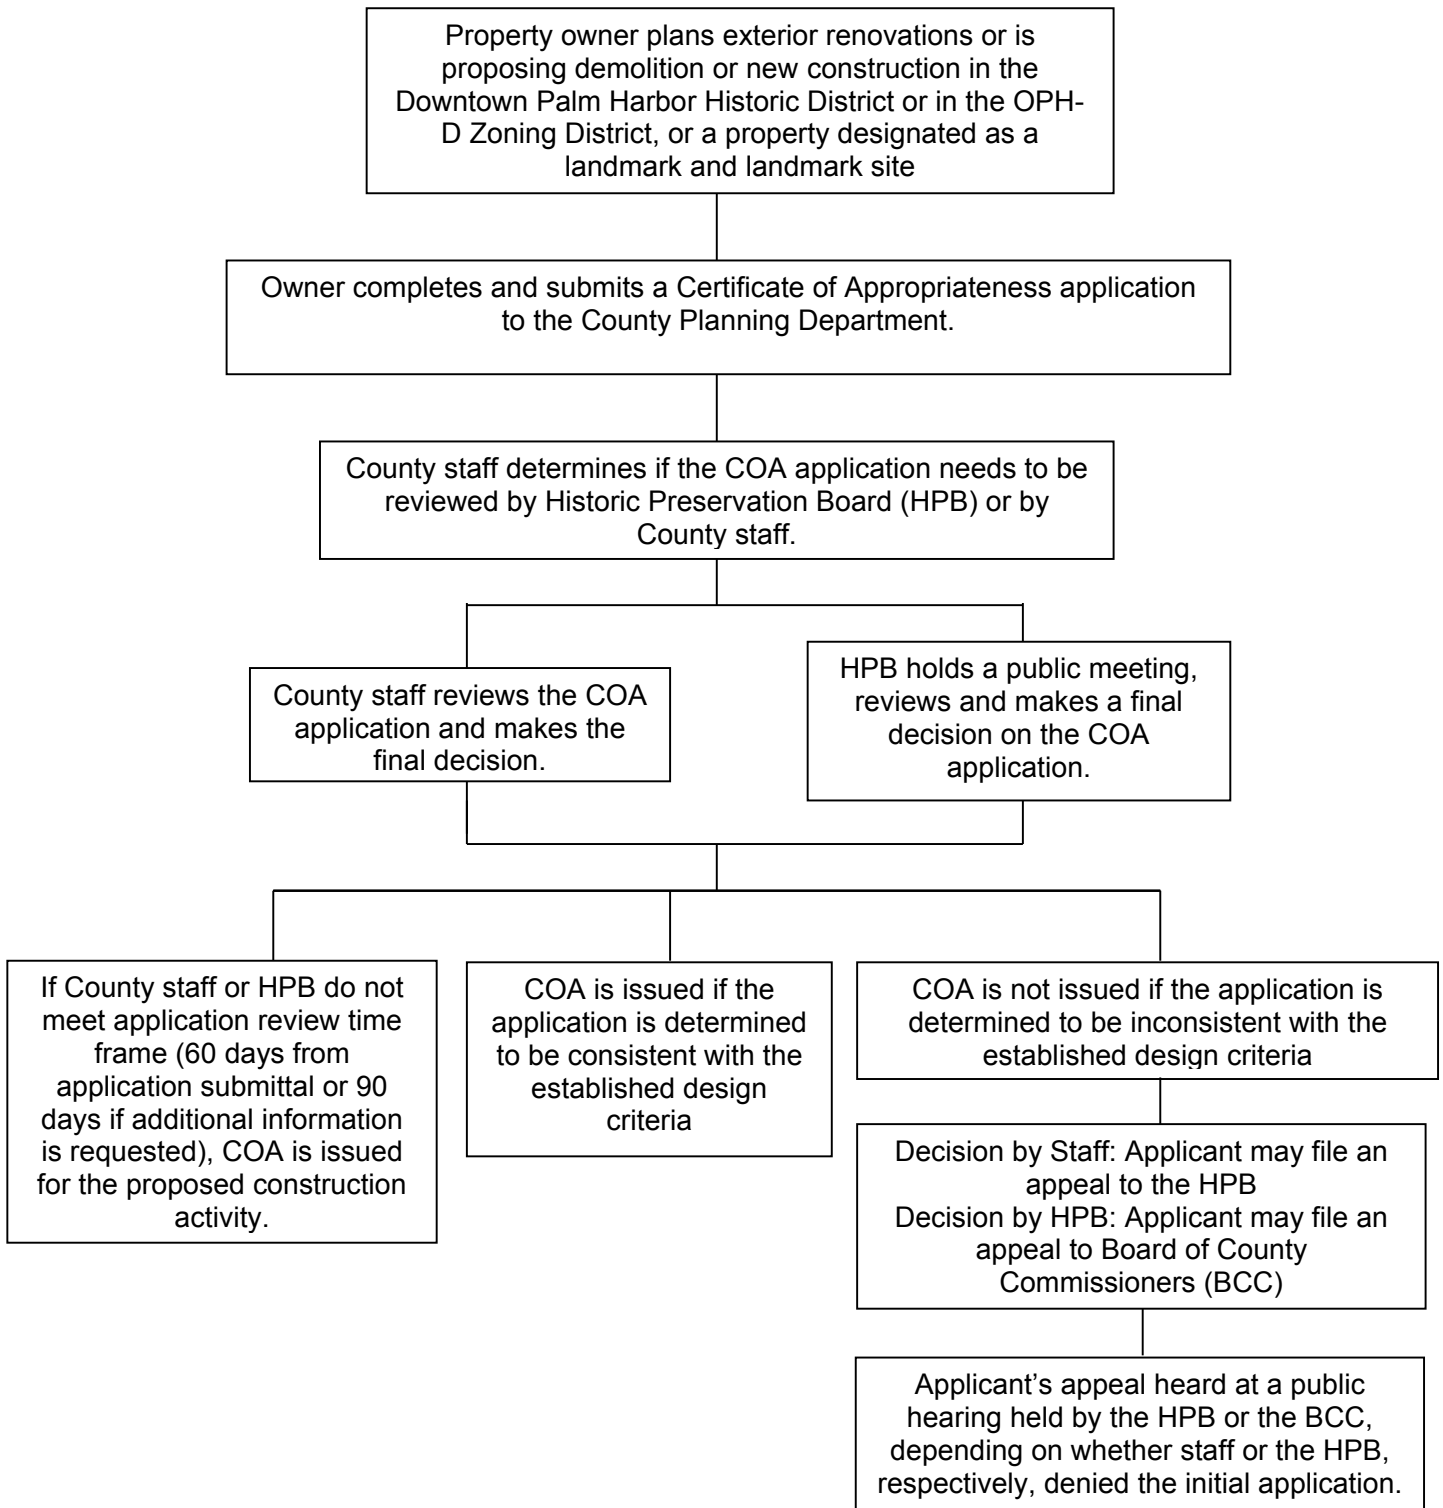 Property owner plans exterior renovations or is
proposing demolition or new construction in the
Downtown Palm Harbor Historic District or in the OPH-
D Zoning District, or a property designated as a
landmark and landmark site
Owner completes and submits a Certificate of Appropriateness application
to the County Planning Department.
County staff determines if the COA application needs to be
reviewed by Historic Preservation Board (HPB) or by
County staff.
County staff reviews the COA
application and makes the
final decision.
HPB holds a public meeting,
reviews and makes a final
decision on the COA
application.
If County staff or HPB do not
meet application review time
frame (60 days from
application submittal or 90
days if additional information
is requested), COA is issued
for the proposed construction
activity.
COA is issued if the
application is determined
to be consistent with the
established design
criteria
COA is not issued if the application is
determined to be inconsistent with the
established design criteria
Decision by Staff: Applicant may file an
appeal to the HPB
Decision by HPB: Applicant may file an
appeal to Board of County
Commissioners (BCC)
Applicant’s appeal heard at a public
hearing held by the HPB or the BCC,
depending on whether staff or the HPB,
respectively, denied the initial application.